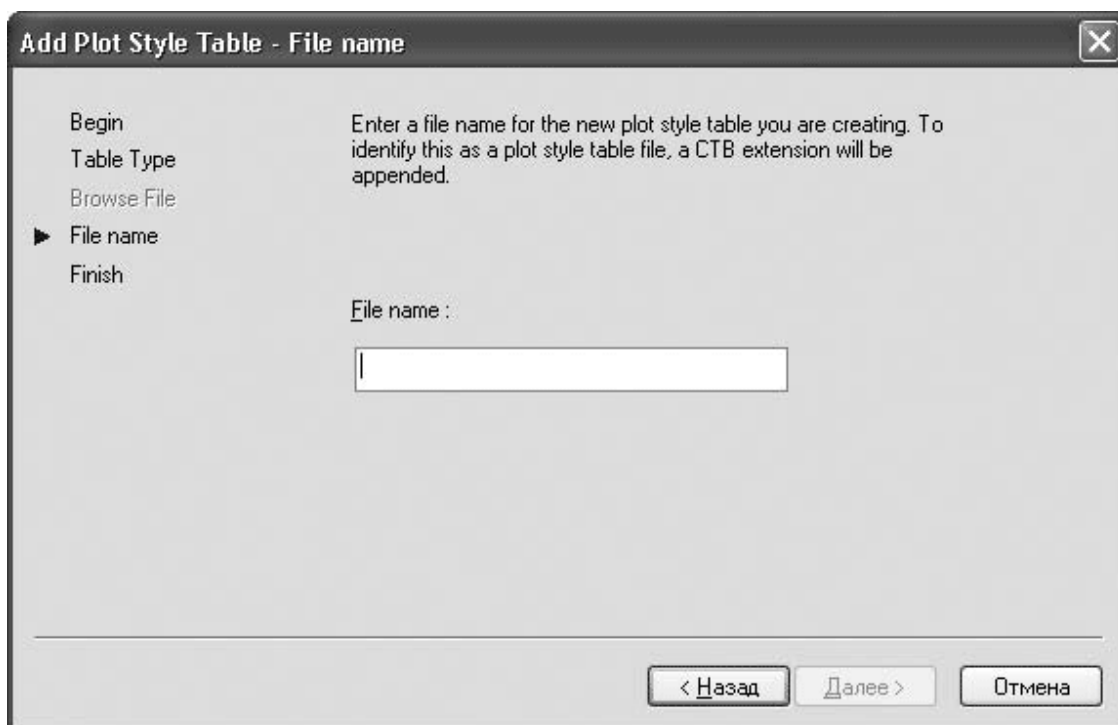 Add Plot Style Table - File name
Begin
Table Type
Browse File
File name
Finish
Enter a file name for the new plot style table you are creating. To
identify this as a plot style table file, a CTB extension will be
appended.
File name :
< Назад
Далее >
Отмена